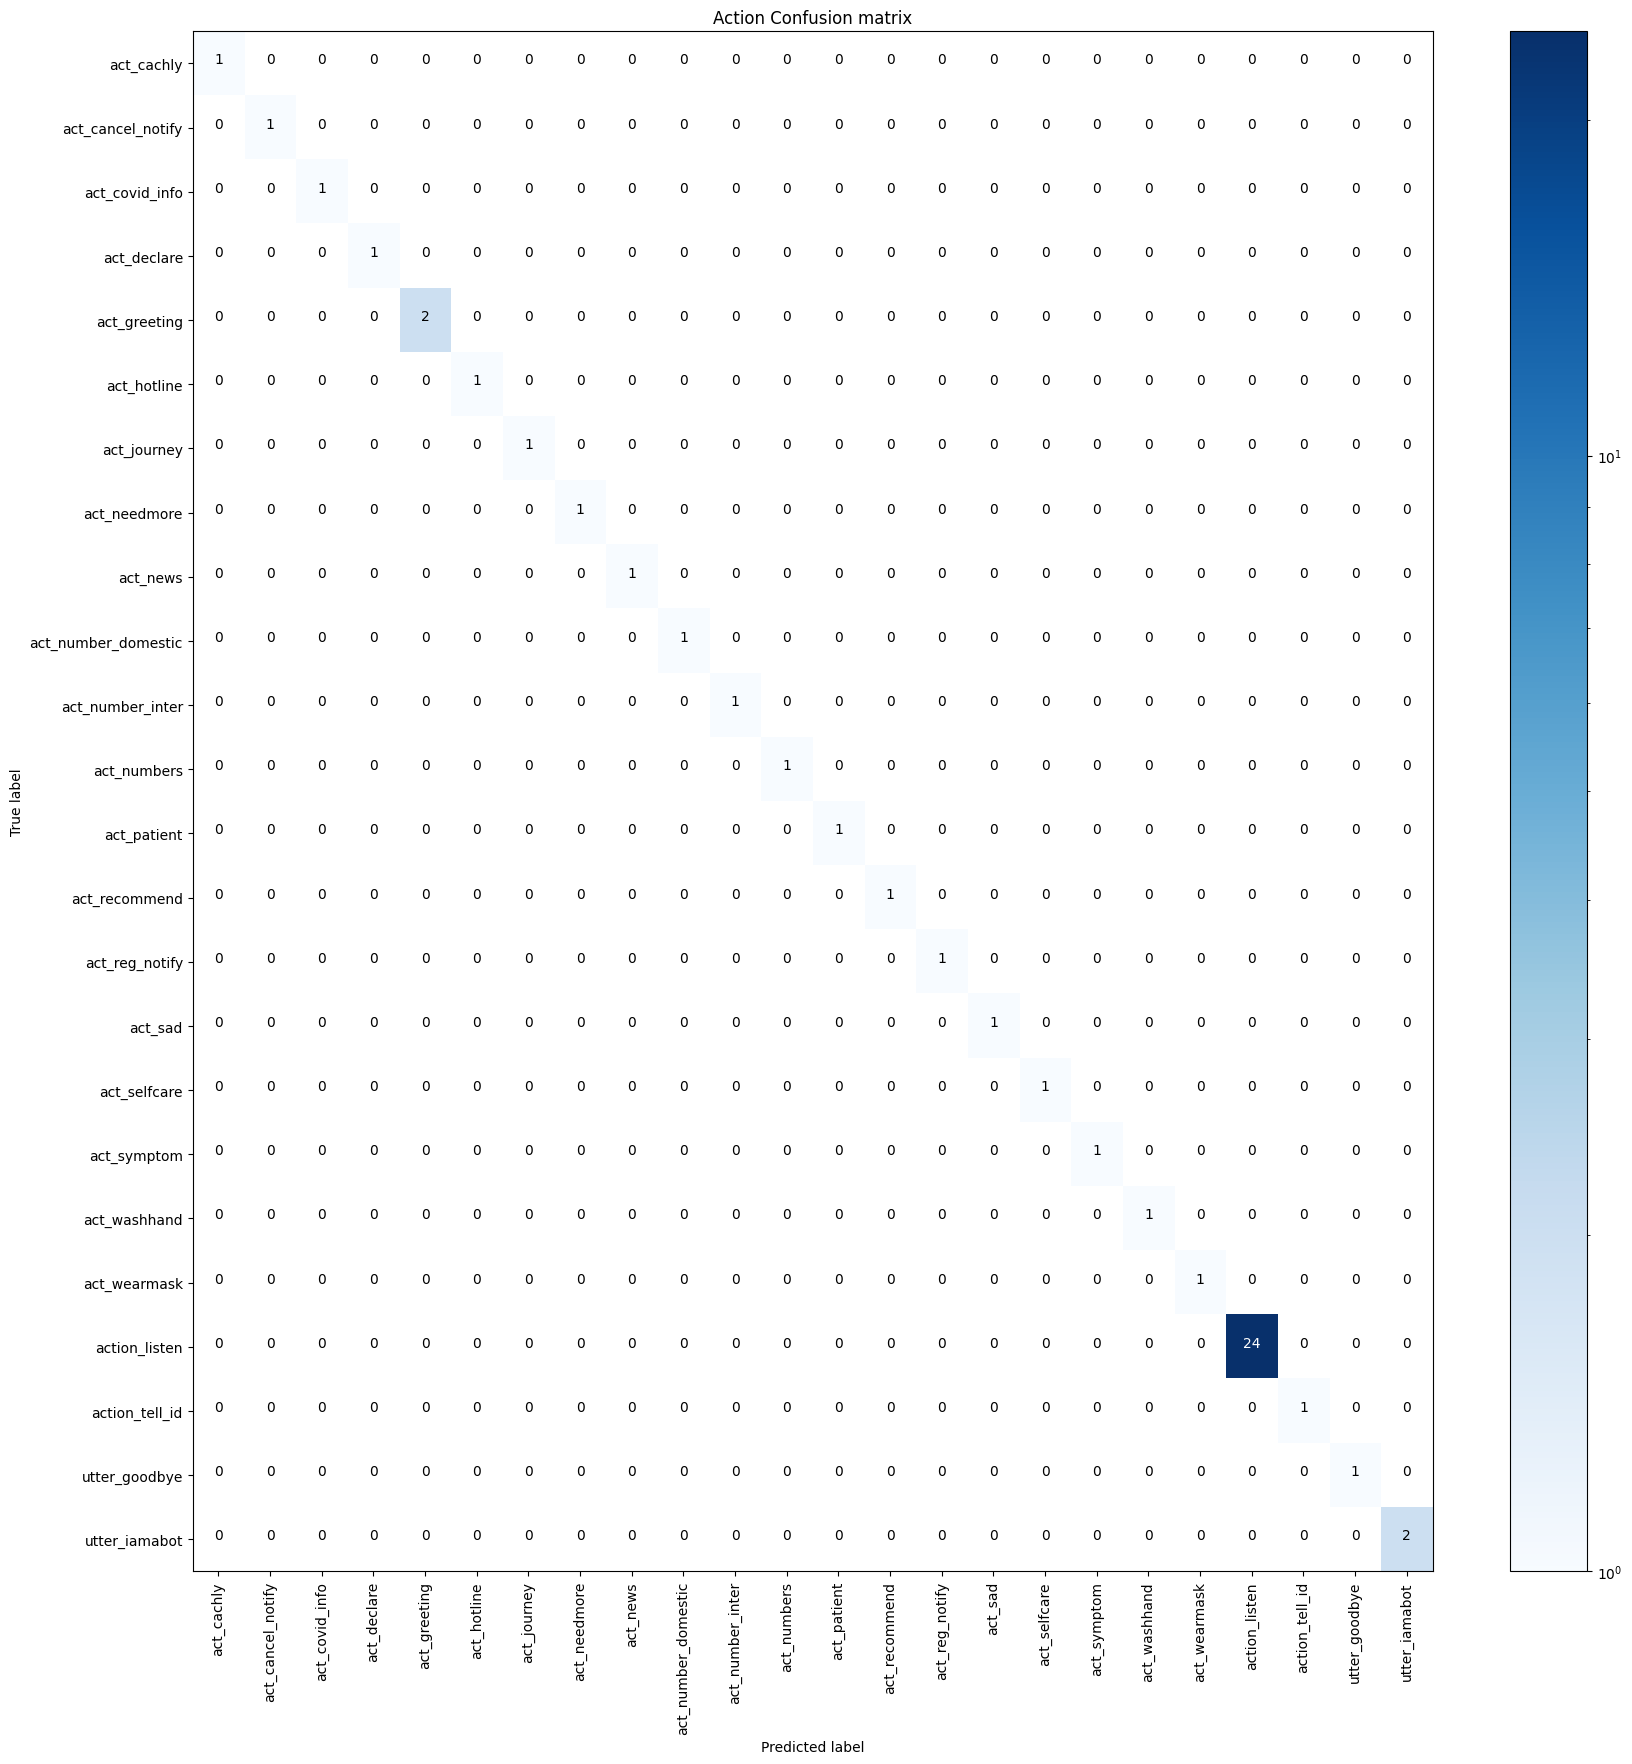 Action Confusion matrix
True label
act_cachly 1 0 0 0 0 0 0 0 0 0 0 0 0 0 0 0 0 0 0 0 0 0 0 0
act_cancel_notify 0 1 0 0 0 0 0 0 0 0 0 0 0 0 0 0 0 0 0 0 0 0 0 0
act_covid_info 0 0 1 0 0 0 0 0 0 0 0 0 0 0 0 0 0 0 0 0 0 0 0 0
act_declare 0 0 0 1 0 0 0 0 0 0 0 0 0 0 0 0 0 0 0 0 0 0 0 0
act_greeting 0 0 0 0 2 0 0 0 0 0 0 0 0 0 0 0 0 0 0 0 0 0 0 0
act_hotline 0 0 0 0 0 1 0 0 0 0 0 0 0 0 0 0 0 0 0 0 0 0 0 0
act_journey 0 0 0 0 0 0 1 0 0 0 0 0 0 0 0 0 0 0 0 0 0 0 0 0
act_needmore 0 0 0 0 0 0 0 1 0 0 0 0 0 0 0 0 0 0 0 0 0 0 0 0
act_news 0 0 0 0 0 0 0 0 1 0 0 0 0 0 0 0 0 0 0 0 0 0 0 0
act_number_domestic 0 0 0 0 0 0 0 0 0 1 0 0 0 0 0 0 0 0 0 0 0 0 0 0
act_number_inter 0 0 0 0 0 0 0 0 0 0 1 0 0 0 0 0 0 0 0 0 0 0 0 0
act_numbers 0 0 0 0 0 0 0 0 0 0 0 1 0 0 0 0 0 0 0 0 0 0 0 0
act_patient 0 0 0 0 0 0 0 0 0 0 0 0 1 0 0 0 0 0 0 0 0 0 0 0
act_recommend 0 0 0 0 0 0 0 0 0 0 0 0 0 1 0 0 0 0 0 0 0 0 0 0
act_reg_notify 0 0 0 0 0 0 0 0 0 0 0 0 0 0 1 0 0 0 0 0 0 0 0 0
act_sad 0 0 0 0 0 0 0 0 0 0 0 0 0 0 0 1 0 0 0 0 0 0 0 0
act_selfcare 0 0 0 0 0 0 0 0 0 0 0 0 0 0 0 0 1 0 0 0 0 0 0 0
act_symptom 0 0 0 0 0 0 0 0 0 0 0 0 0 0 0 0 0 1 0 0 0 0 0 0
act_washhand 0 0 0 0 0 0 0 0 0 0 0 0 0 0 0 0 0 0 1 0 0 0 0 0
act_wearmask 0 0 0 0 0 0 0 0 0 0 0 0 0 0 0 0 0 0 0 1 0 0 0 0
action_listen 0 0 0 0 0 0 0 0 0 0 0 0 0 0 0 0 0 0 0 0 24 0 0 0
action_tell_id 0 0 0 0 0 0 0 0 0 0 0 0 0 0 0 0 0 0 0 0 0 1 0 0
utter_goodbye 0 0 0 0 0 0 0 0 0 0 0 0 0 0 0 0 0 0 0 0 0 0 1 0
utter_iamabot 0 0 0 0 0 0 0 0 0 0 0 0 0 0 0 0 0 0 0 0 0 0 0 2
act_cachly
act_cancel_notify
act_covid_info
act_declare
act_greeting
act_hotline
act_journey
act_needmore
act_news
act_number_domestic
act_number_inter
act_numbers
act_patient
act_recommend
act_reg_notify
act_sad
act_selfcare
act_symptom
act_washhand
act_wearmask
action_listen
action_tell_id
utter_goodbye
utter_iamabot
Predicted label
10¹
10⁰